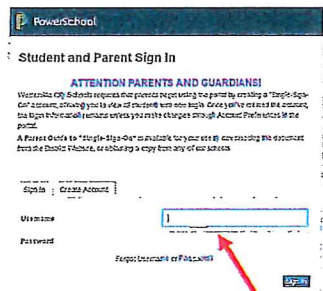 PowerSchool
Student and Parent Sign In
ATTENTION PARENTS AND GUARDIANS!
City Schools requests that parents begin using the portal by creating a "Single-Sign-
On" account, allowing you to view all students with one login. Once you've created the account,
the Sign In information remains unless you make changes through Account Preferences in the
portal.
A Parent Guide to "Single-Sign-On" is available for your use by downloading the document
from the District Website, or obtaining a copy from any of our schools
Sign In
Create Account
Username
Password
Forgot Username or Password?
Sign In